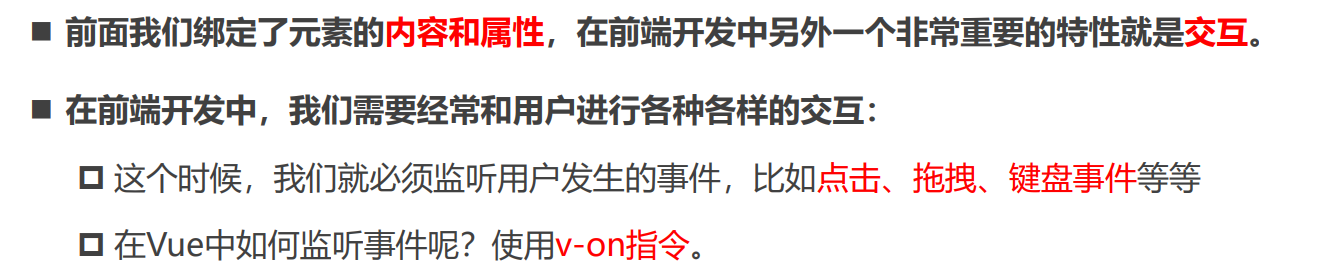 ■ 前面我们绑定了元素的内容和属性，在前端开发中另外一个非常重要的特性就是交互。
■ 在前端开发中，我们需要经常和用户进行各种各样的交互：
这个时候，我们就必须监听用户发生的事件，比如点击、拖拽、键盘事件等等
在Vue中如何监听事件呢？使用v-on指令。